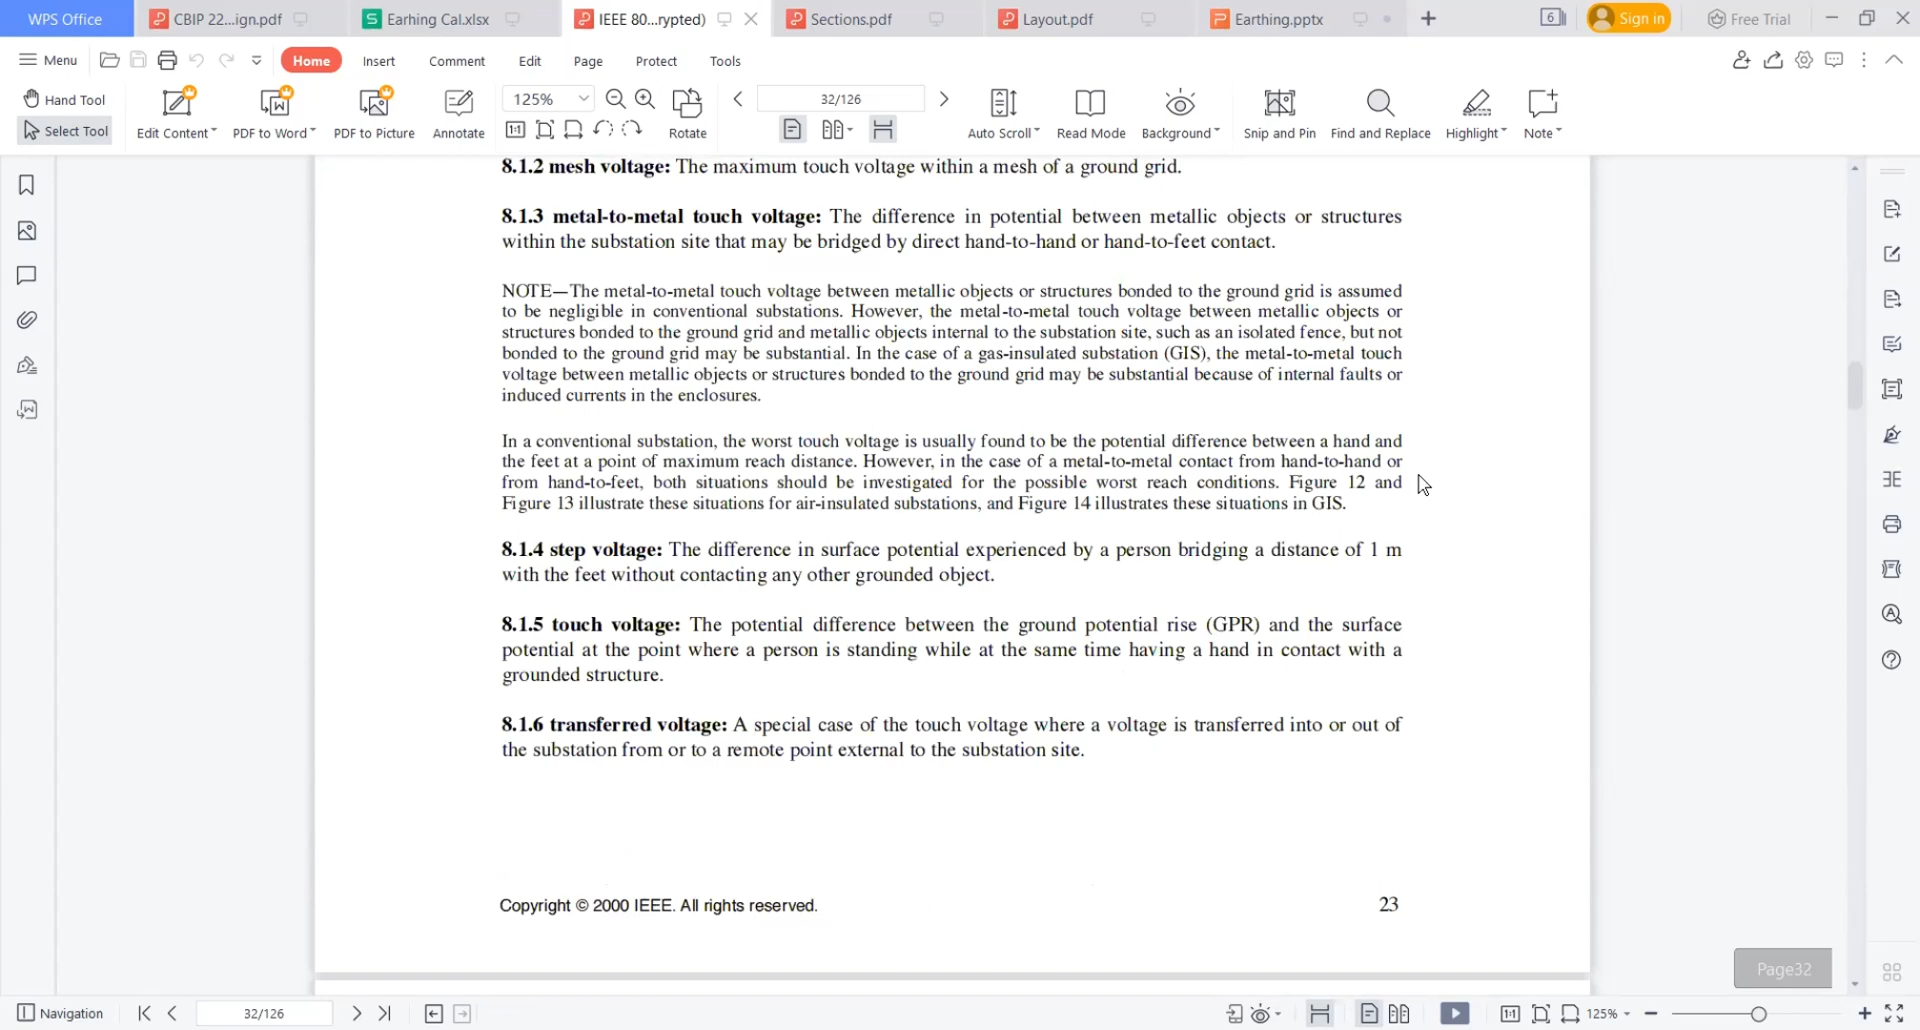 WPS Office
CBIP 22...ign.pdf
Earhing Cal.xlsx
IEEE 80...rypted)
Sections.pdf
Layout.pdf
Earthing.pptx
6
Sign in
Free Trial
Menu
Home
Insert
Comment
Edit
Page
Protect
Tools
Hand Tool
Select Tool
Edit Content
PDF to Word
PDF to Picture
Annotate
125%
Rotate
32/126
Auto Scroll
Read Mode
Background
Snip and Pin
Find and Replace
Highlight
Note
8.1.2 mesh voltage: The maximum touch voltage within a mesh of a ground grid.
8.1.3 metal-to-metal touch voltage: The difference in potential between metallic objects or structures
within the substation site that may be bridged by direct hand-to-hand or hand-to-feet contact.
NOTE—The metal-to-metal touch voltage between metallic objects or structures bonded to the ground grid is assumed
to be negligible in conventional substations. However, the metal-to-metal touch voltage between metallic objects or
structures bonded to the ground grid and metallic objects internal to the substation site, such as an isolated fence, but not
bonded to the ground grid may be substantial. In the case of a gas-insulated substation (GIS), the metal-to-metal touch
voltage between metallic objects or structures bonded to the ground grid may be substantial because of internal faults or
induced currents in the enclosures.
In a conventional substation, the worst touch voltage is usually found to be the potential difference between a hand and
the feet at a point of maximum reach distance. However, in the case of a metal-to-metal contact from hand-to-hand or
from hand-to-feet, both situations should be investigated for the possible worst reach conditions. Figure 12 and
Figure 13 illustrate these situations for air-insulated substations, and Figure 14 illustrates these situations in GIS.
8.1.4 step voltage: The difference in surface potential experienced by a person bridging a distance of 1 m
with the feet without contacting any other grounded object.
8.1.5 touch voltage: The potential difference between the ground potential rise (GPR) and the surface
potential at the point where a person is standing while at the same time having a hand in contact with a
grounded structure.
8.1.6 transferred voltage: A special case of the touch voltage where a voltage is transferred into or out of
the substation from or to a remote point external to the substation site.
Copyright © 2000 IEEE. All rights reserved.
23
Page32
Navigation
32/126
125%